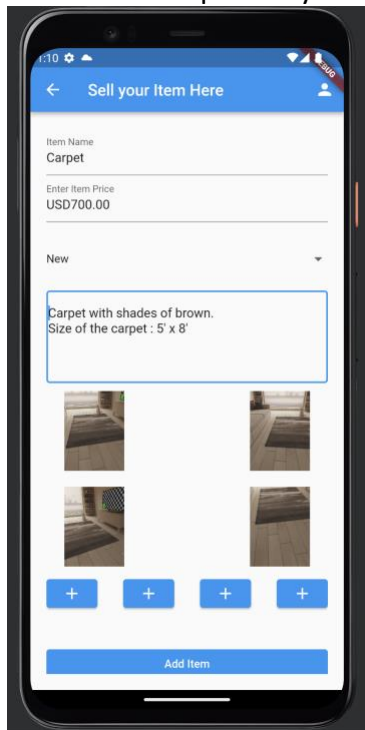 1:10
DEBUG
Sell your Item Here
Item Name
Carpet
Enter Item Price
USD700.00
New
Carpet with shades of brown.
Size of the carpet : 5' x 8'
+ + + +
Add Item